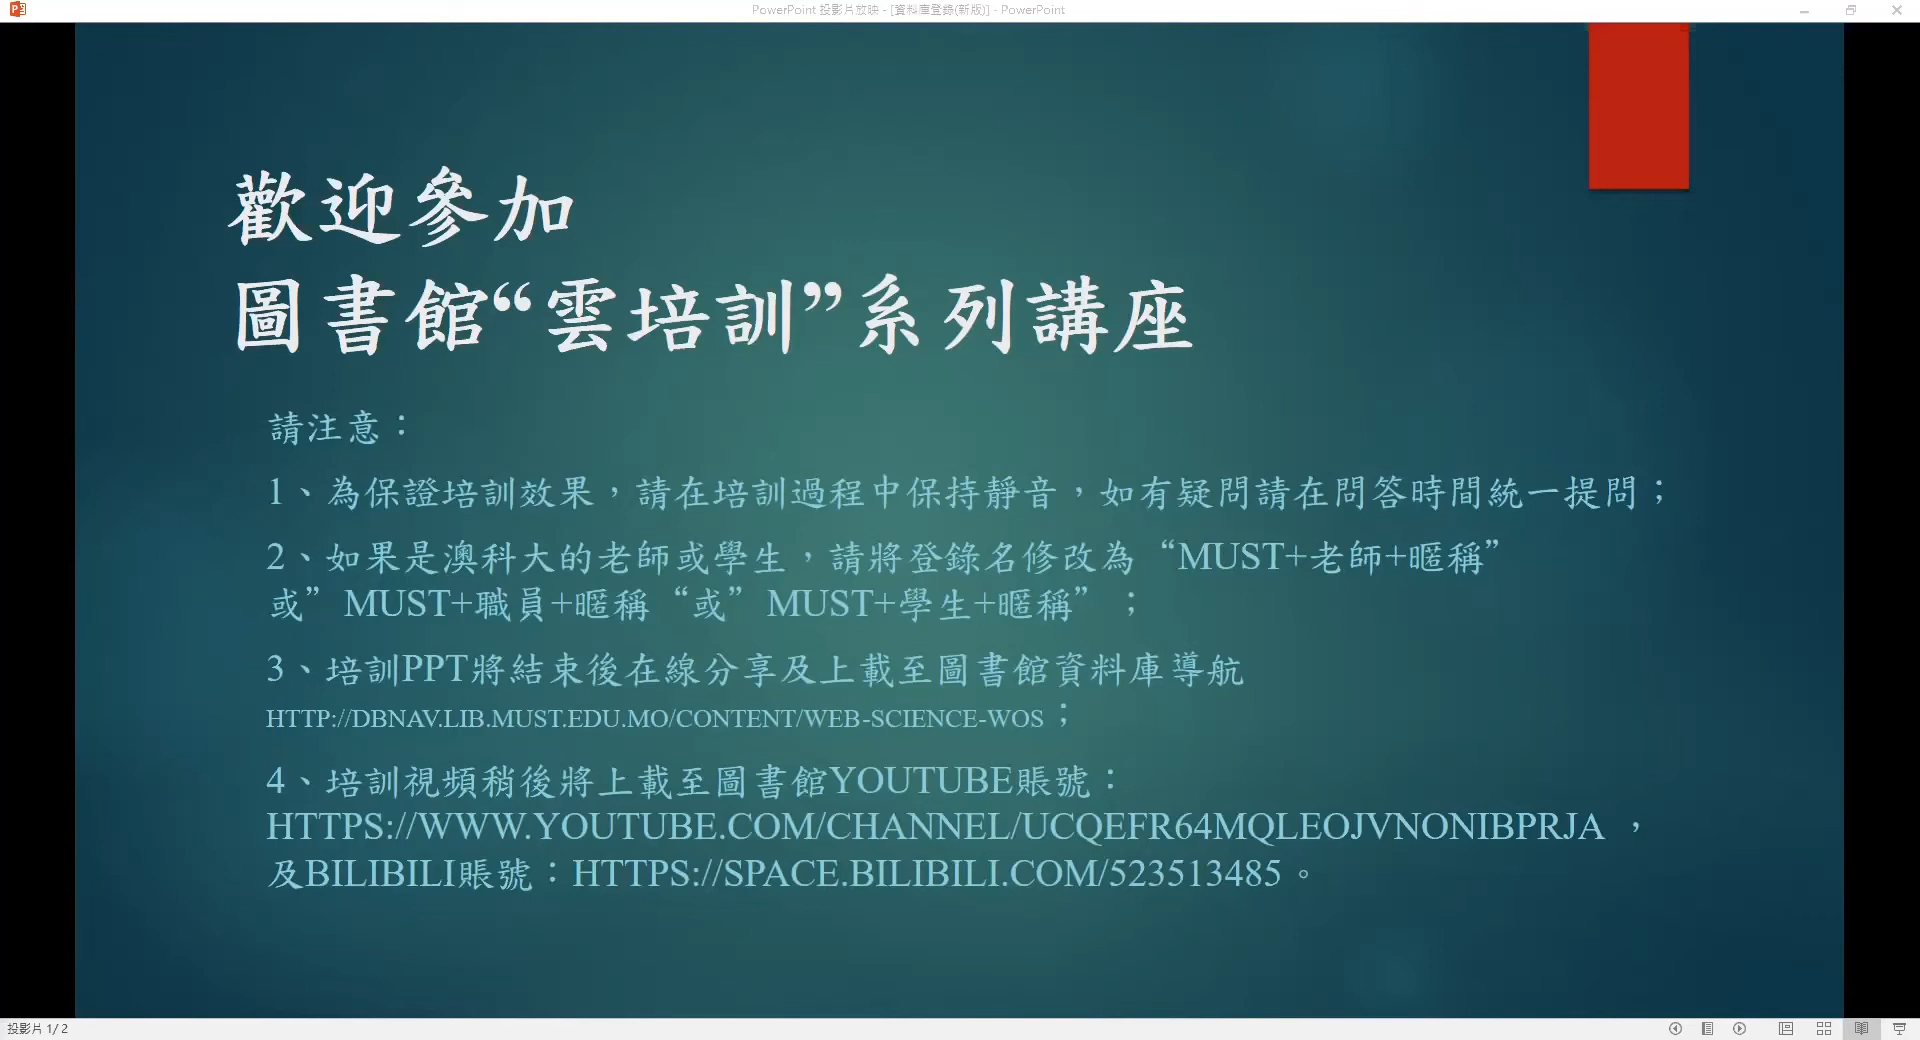 PowerPoint 投影片放映 - [資料庫登錄(新版)] - PowerPoint
歡迎參加
圖書館“雲培訓”系列講座
請注意：
1、為保證培訓效果，請在培訓過程中保持靜音，如有疑問請在問答時間統一提問；
2、如果是澳科大的老師或學生，請將登錄名修改為“MUST+老師+暱稱”
或”MUST+職員+暱稱“或”MUST+學生+暱稱”；
3、培訓PPT將結束後在線分享及上載至圖書館資料庫導航
HTTP://DBNAV.LIB.MUST.EDU.MO/CONTENT/WEB-SCIENCE-WOS；
4、培訓視頻稍後將上載至圖書館YOUTUBE賬號：
HTTPS://WWW.YOUTUBE.COM/CHANNEL/UCQEFR64MQLEOJVNONIBPRJA，
及BILIBILI賬號：HTTPS://SPACE.BILIBILI.COM/523513485。
投影片 1/2